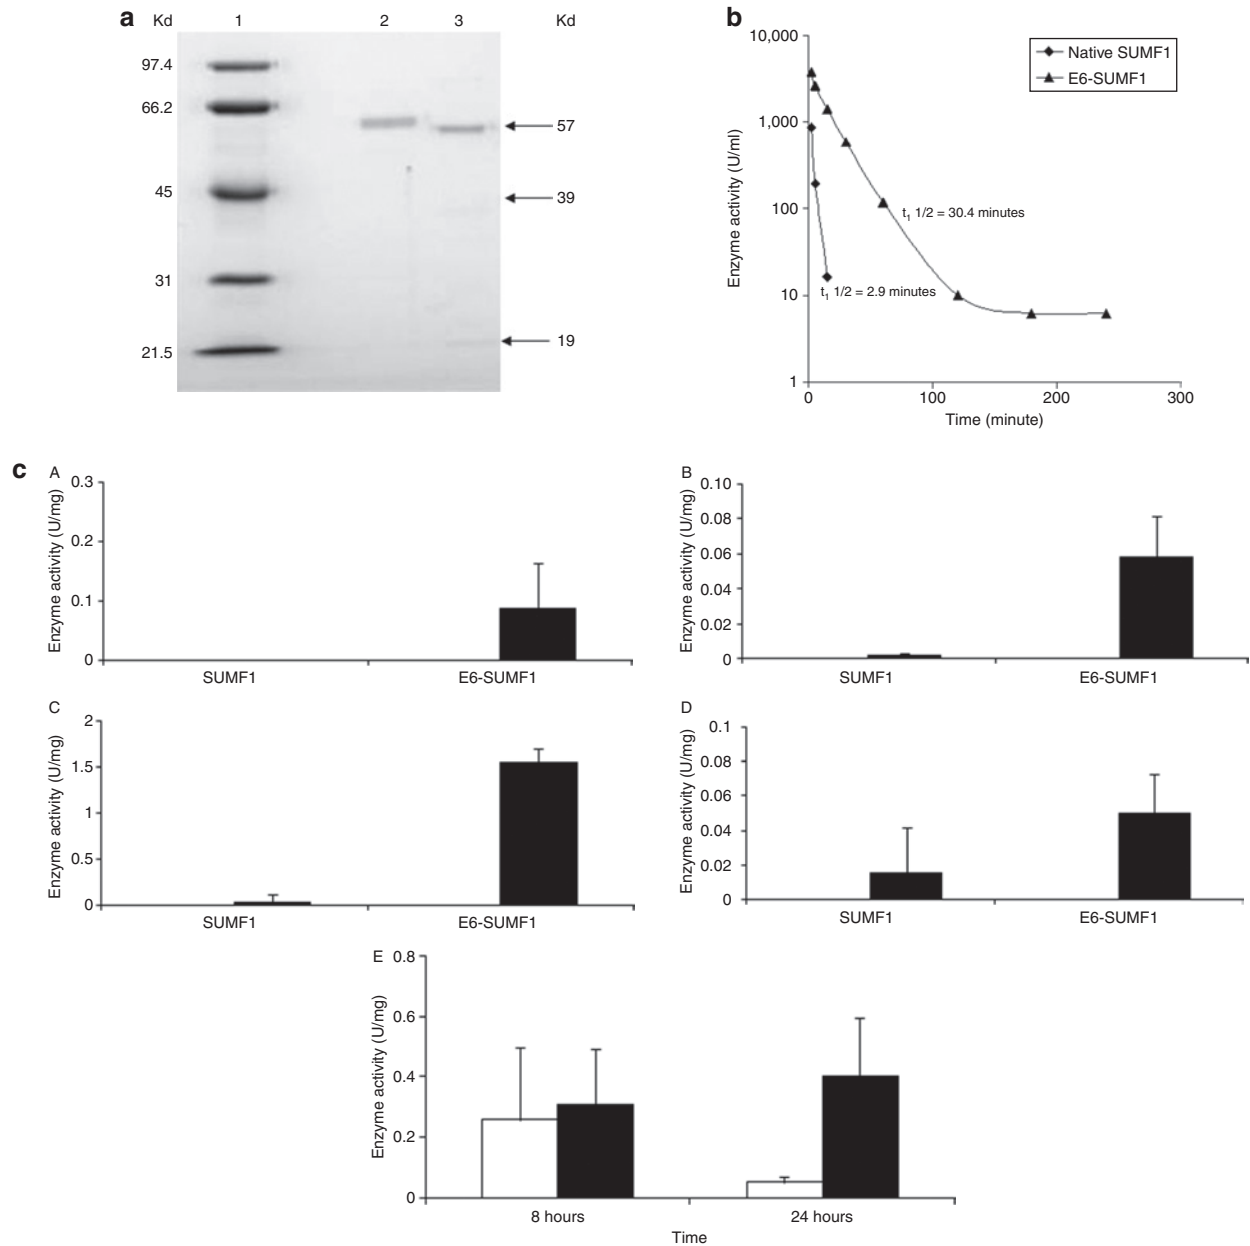 a
Kd 1 2 3 Kd
97.4
66.2
57
45
39
31
19
21.5
b
10,000
1,000
100
10
1
Enzyme activity (U/ml)
Native SUMF1
E6-SUMF1
t1 1/2 = 30.4 minutes
t1 1/2 = 2.9 minutes
0 100 200 300
Time (minute)
c
A
0.3
0.2
0.1
0
Enzyme activity (U/mg)
SUMF1 E6-SUMF1
B
0.10
0.08
0.06
0.04
0.02
0
Enzyme activity (U/mg)
SUMF1 E6-SUMF1
C
2
1.5
1
0.5
0
Enzyme activity (U/mg)
SUMF1 E6-SUMF1
D
0.1
0.08
0.06
0.04
0.02
0
Enzyme activity (U/mg)
SUMF1 E6-SUMF1
E
0.8
0.6
0.4
0.2
0
Enzyme activity (U/mg)
8 hours 24 hours
Time